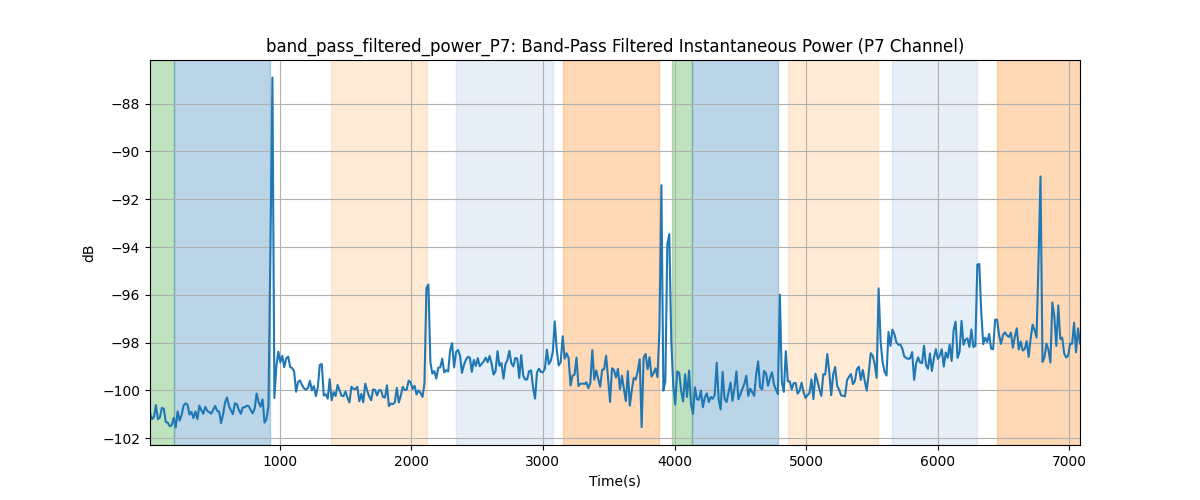 band_pass_filtered_power_P7: Band-Pass Filtered Instantaneous Power (P7 Channel)
dB
−88
−90
−92
−94
−96
−98
−100
−102
1000 2000 3000 4000 5000 6000 7000
Time(s)